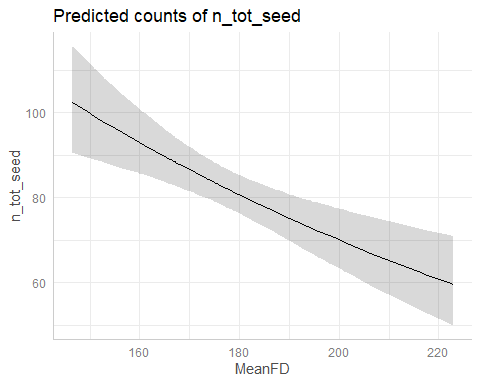 Predicted counts of n_tot_seed
100
80
60
n_tot_seed
160 180 200 220
MeanFD